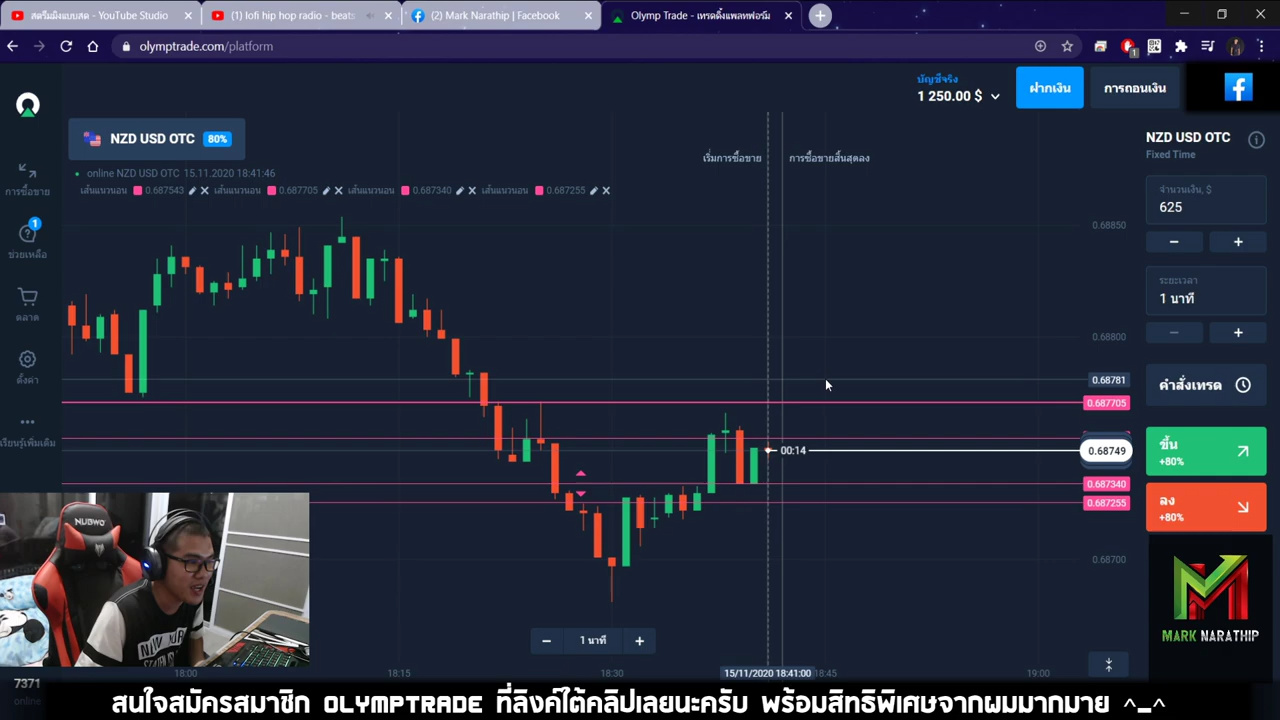 สตรีมมิงแบบสด - YouTube Studio
(1) lofi hip hop radio - beats
(2) Mark Narathip | Facebook
Olymp Trade - เทรดดิ้งแพลทฟอร์ม
olymptrade.com/platform
1
บัญชีจริง
1 250.00 $
ฝากเงิน
การถอนเงิน
NZD USD OTC 80%
online NZD USD OTC 15.11.2020 18:41:46
เส้นแนวนอน 0.687543 เส้นแนวนอน 0.687705 เส้นแนวนอน 0.687340 เส้นแนวนอน 0.687255
เริ่มการซื้อขาย
การซื้อขายสิ้นสุดลง
การซื้อขาย
1
ช่วยเหลือ
ตลาด
ตั้งค่า
เรียนรู้เพิ่มเติม
0.68850
0.68800
0.68781
0.687705
00:14
0.68749
0.687340
0.687255
0.68700
NZD USD OTC
Fixed Time
จำนวนเงิน, $
625
ระยะเวลา
1 นาที
คำสั่งเทรด
ขึ้น
+80%
ลง
+80%
MARK NARATHIP
NUBWO
1 นาที
18:00
18:15
18:30
15/11/2020 18:41:00
18:45
19:00
7371
online
สนใจสมัครสมาชิก OLYMPTRADE ที่ลิงค์ใต้คลิปเลยนะครับ พร้อมสิทธิพิเศษจากผมมากมาย ^_^